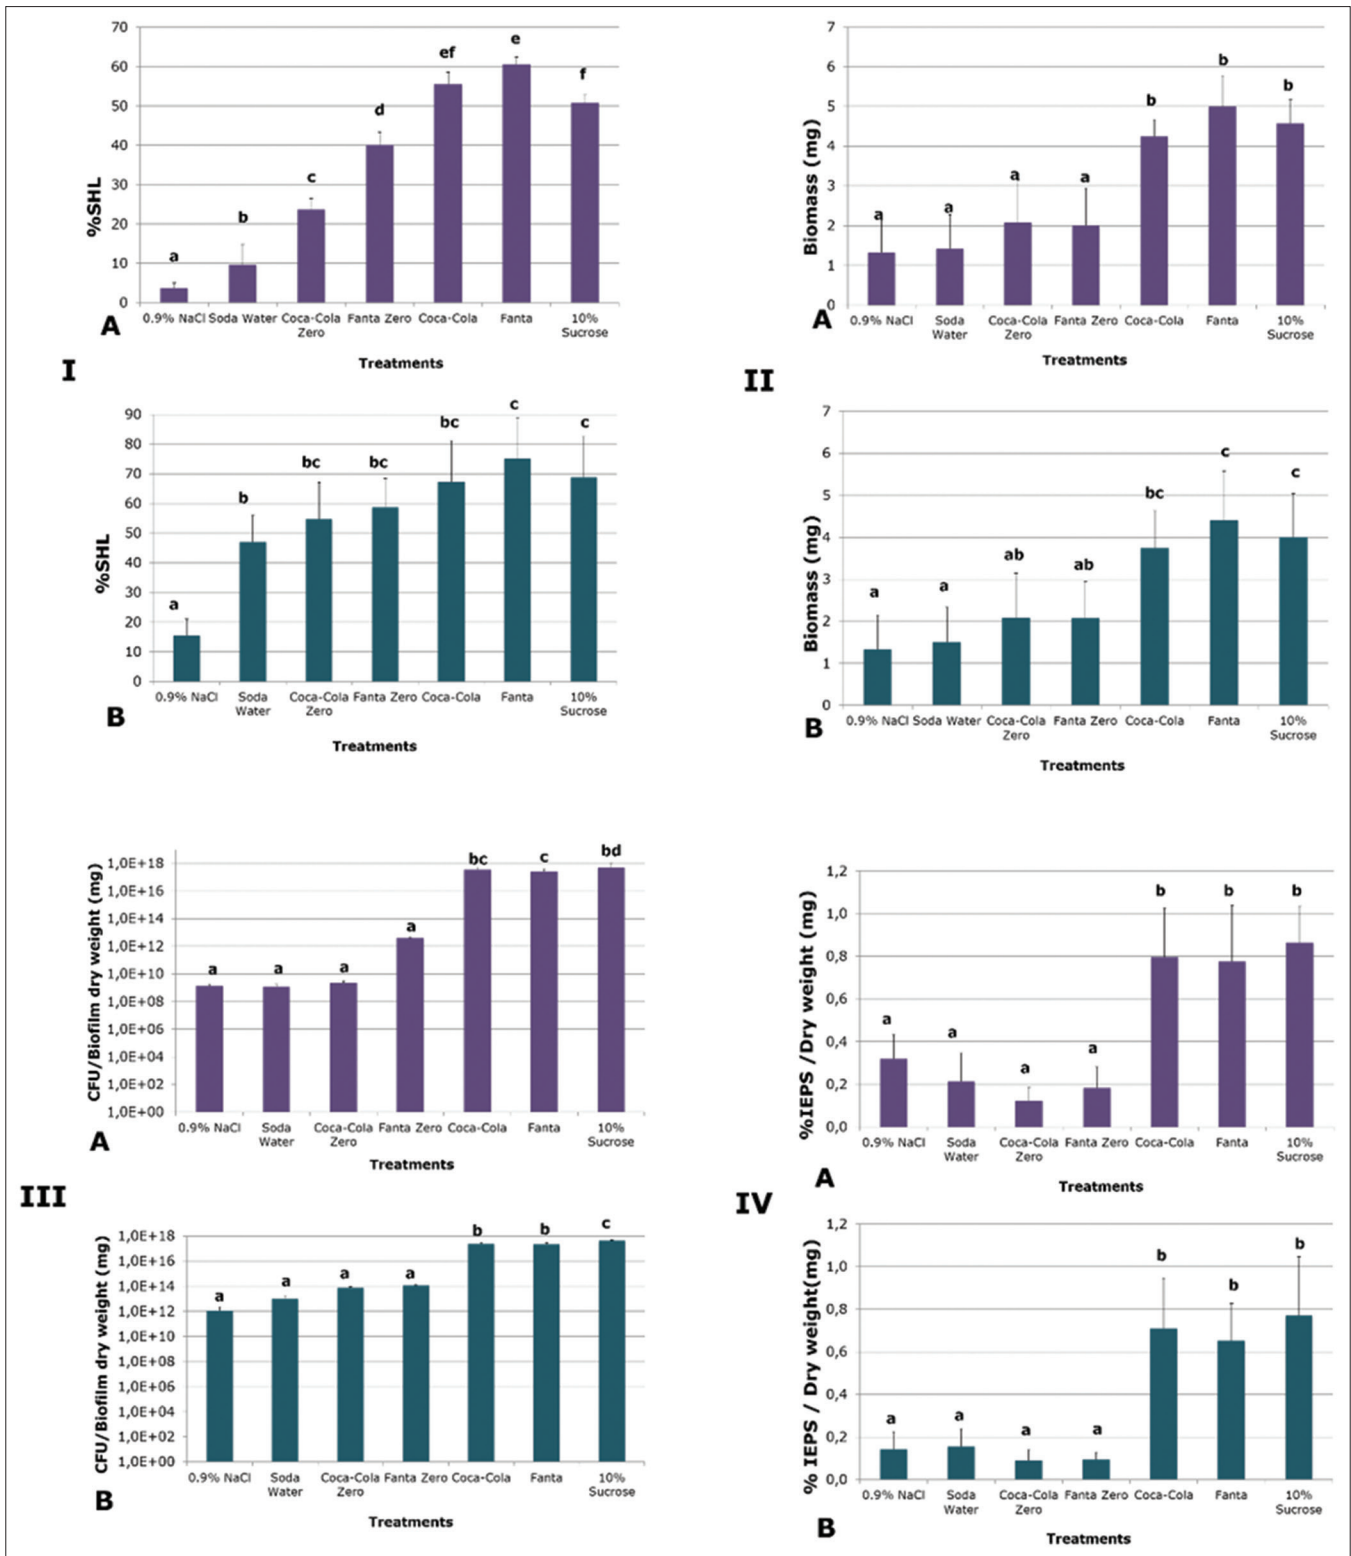 70
60
50
40
30
20
10
0
%SHL
a
b
c
d
ef
e
f
0.9% NaCl Soda Water Coca-Cola Fanta Zero Coca-Cola Fanta 10%
Zero Sucrose
A
Treatments
I
90
80
70
60
50
40
30
20
10
0
%SHL
a
b
bc
bc
bc
c
c
0.9% NaCl Soda Coca-Cola Fanta Zero Coca-Cola Fanta 10%
Water Zero Sucrose
B
Treatments
7
6
5
4
3
2
1
0
Biomass (mg)
a
a
a
a
b
b
b
0.9% NaCl Soda Coca-Cola Fanta Zero Coca-Cola Fanta 10%
Water Zero Sucrose
A
Treatments
II
7
6
5
4
3
2
1
0
Biomass (mg)
a
a
ab
ab
bc
c
c
0.9% NaCl Soda Water Coca-Cola Fanta Zero Coca-Cola Fanta 10%
Zero Sucrose
B
Treatments
1,0E+18
1,0E+16
1,0E+14
1,0E+12
1,0E+10
1,0E+08
1,0E+06
1,0E+04
1,0E+02
1,0E+00
CFU/Biofilm dry weight (mg)
a
a
a
a
bc
c
bd
0.9% NaCl Soda Coca-Cola Fanta Zero Coca-Cola Fanta 10%
Water Zero Sucrose
A
Treatments
III
1,0E+18
1,0E+16
1,0E+14
1,0E+12
1,0E+10
1,0E+08
1,0E+06
1,0E+04
1,0E+02
1,0E+00
CFU/Biofilm dry weight (mg)
a
a
a
a
b
b
c
0.9% NaCl Soda Coca-Cola Fanta Zero Coca-Cola Fanta 10%
Water Zero Sucrose
B
Treatments
1,2
1,0
0,8
0,6
0,4
0,2
0,0
%IEPS /Dry weight (mg)
a
a
a
a
b
b
b
0.9% NaCl Soda Coca-Cola Fanta Zero Coca-Cola Fanta 10%
Water Zero Sucrose
A
Treatments
IV
1,2
1,0
0,8
0,6
0,4
0,2
0,0
% IEPS / Dry weight(mg)
a
a
a
a
b
b
b
0.9% NaCl Soda Coca-Cola Fanta Zero Coca-Cola Fanta 10%
Water Zero Sucrose
B
Treatments